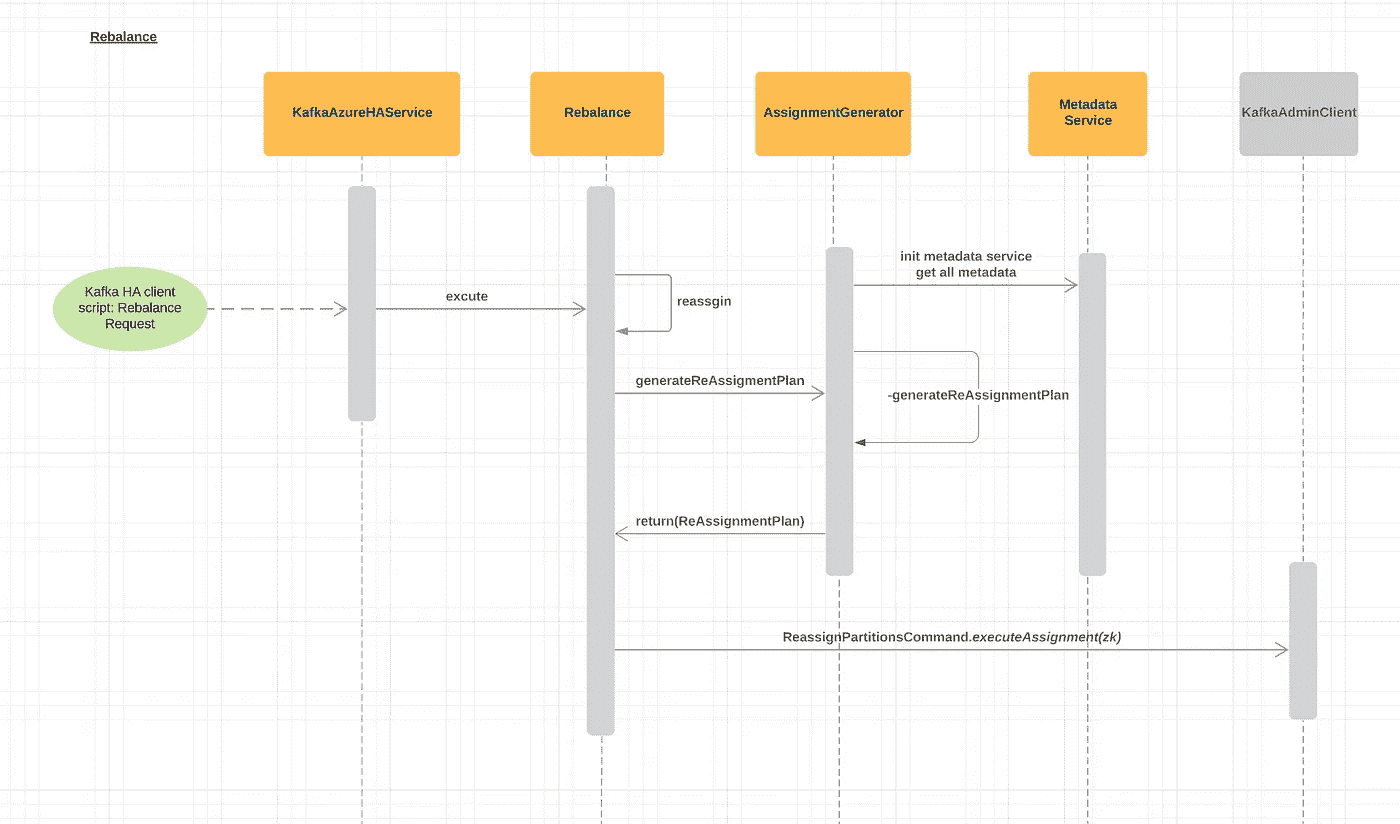 Rebalance
KafkaAzureHAService
Rebalance
AssignmentGenerator
Metadata
Service
KafkaAdminClient
init metadata service
get all metadata
Kafka HA client
script: Rebalance
Request
excute
reassgin
generateReAssigmentPlan
-generateReAssignmentPlan
return(ReAssignmentPlan)
ReassignPartitionsCommand.executeAssignment(zk)